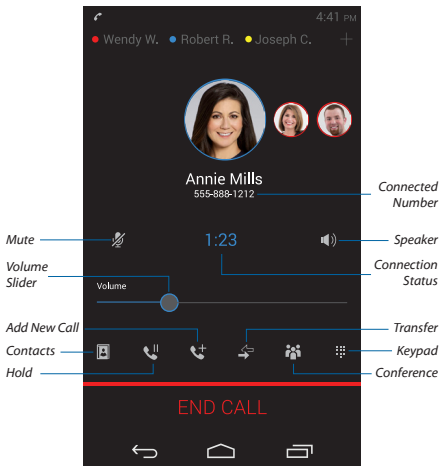 4:41 PM
Wendy W. Robert R. Joseph C.
Annie Mills
555-888-1212
Connected
Number
Mute
1:23
Speaker
Volume
Slider
Connection
Status
Volume
Add New Call
Transfer
Contacts
Keypad
Hold
Conference
END CALL